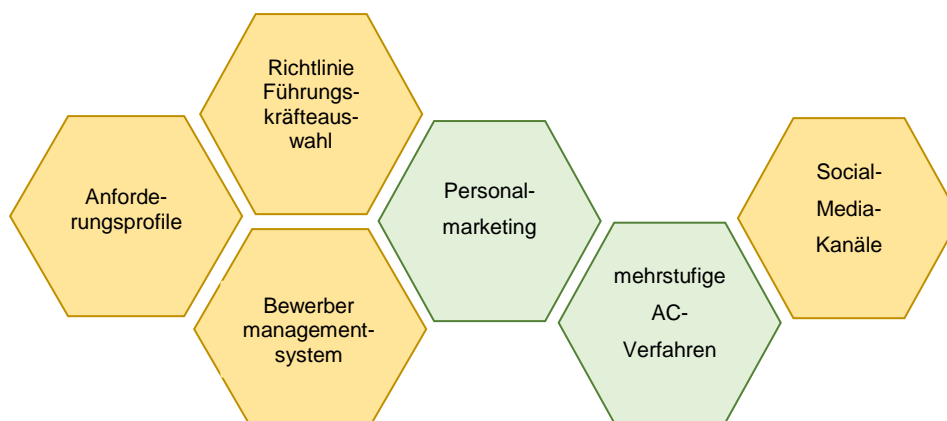 Richtlinie
Führungs-
kräfteaus-
wahl
Anforde-
rungsprofile
Bewerber
management-
system
Personal-
marketing
mehrstufige
AC-
Verfahren
Social-
Media-
Kanäle